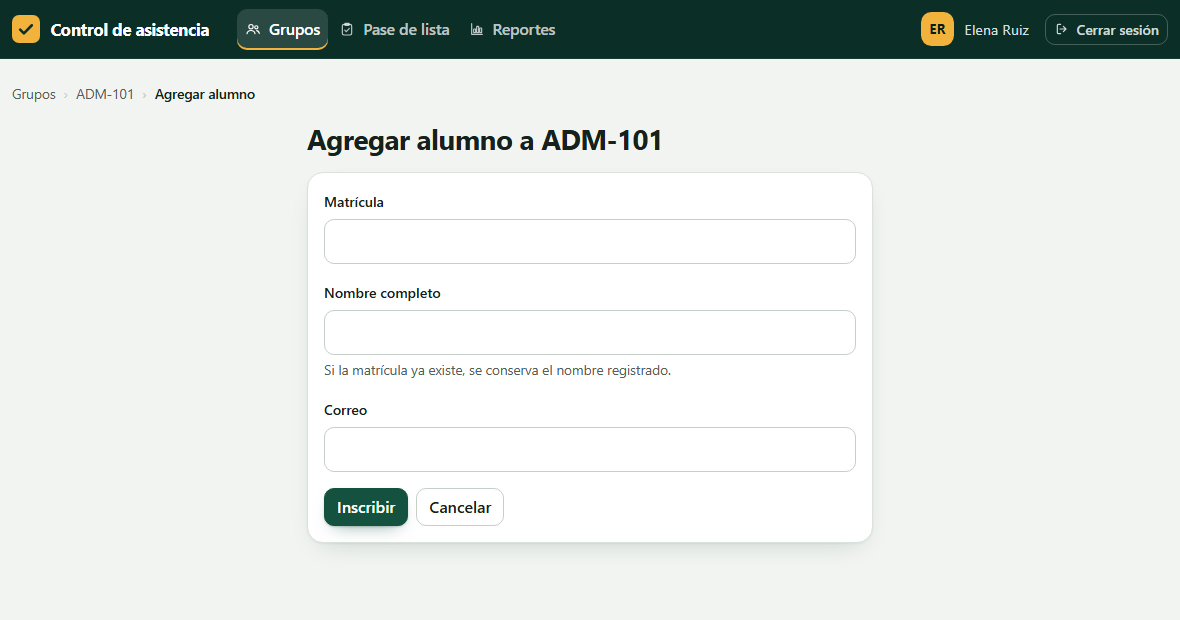 Control de asistencia Grupos Pase de lista Reportes ER Elena Ruiz Cerrar sesión
Grupos › ADM-101 › Agregar alumno
Agregar alumno a ADM-101
Matrícula
Nombre completo
Si la matrícula ya existe, se conserva el nombre registrado.
Correo
Inscribir Cancelar